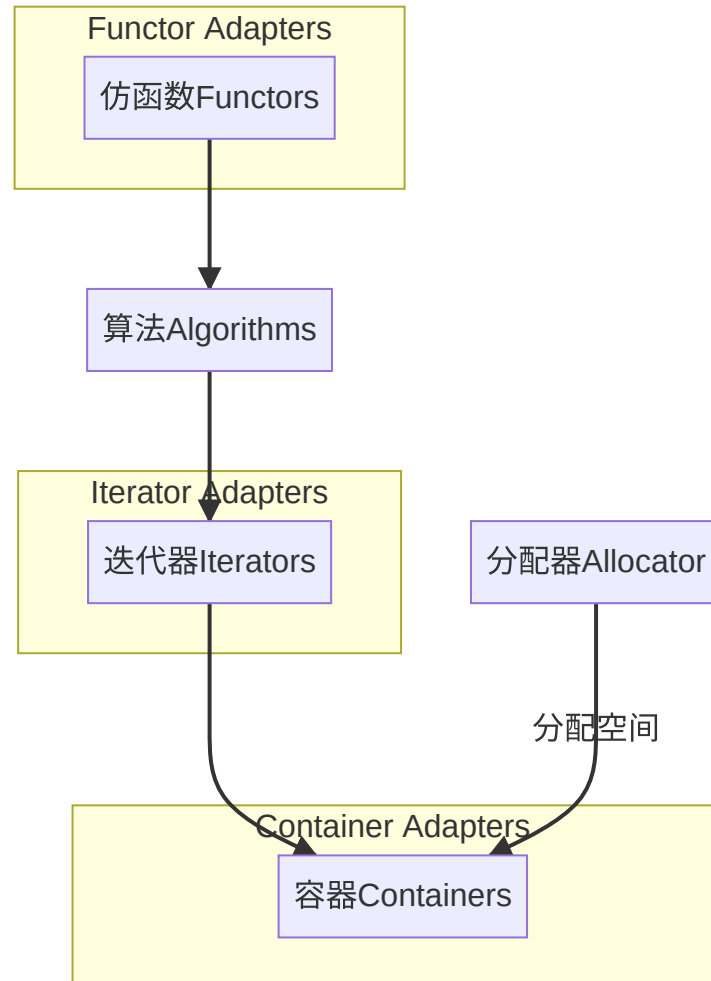 Functor Adapters
仿函数Functors
算法Algorithms
Iterator Adapters
迭代器Iterators
分配器Allocator
分配空间
Container Adapters
容器Containers